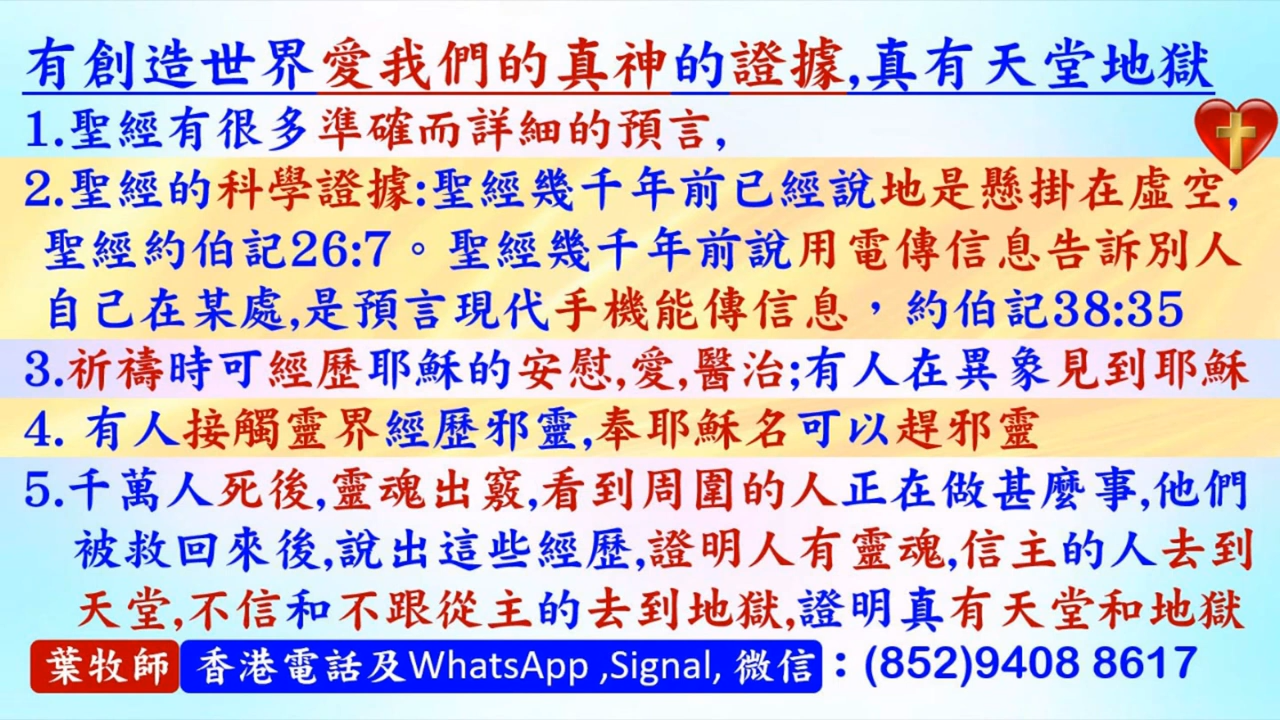 有創造世界愛我們的真神的證據,真有天堂地獄
1.聖經有很多準確而詳細的預言,
2.聖經的科學證據:聖經幾千年前已經說地是懸掛在虛空,
聖經約伯記26:7。聖經幾千年前說用電傳信息告訴別人
自己在某處,是預言現代手機能傳信息，約伯記38:35
3.祈禱時可經歷耶穌的安慰,愛,醫治;有人在異象見到耶穌
4. 有人接觸靈界經歷邪靈,奉耶穌名可以趕邪靈
5.千萬人死後,靈魂出竅,看到周圍的人正在做甚麼事,他們
被救回來後,說出這些經歷,證明人有靈魂,信主的人去到
天堂,不信和不跟從主的去到地獄,證明真有天堂和地獄
葉牧師 香港電話及WhatsApp ,Signal, 微信：(852)9408 8617